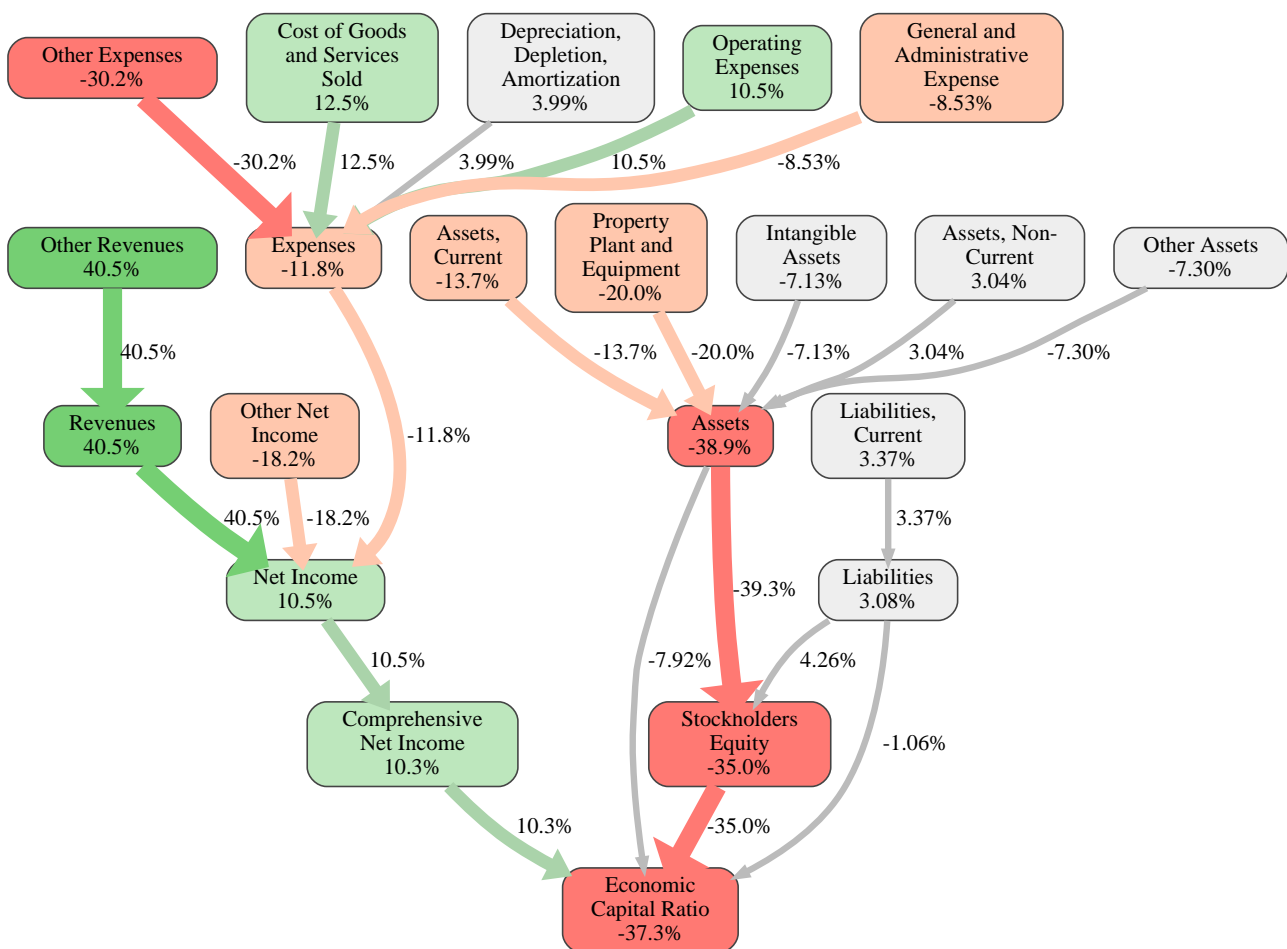 Other Expenses
-30.2%
Cost of Goods
and Services
Sold
12.5%
Depreciation,
Depletion,
Amortization
3.99%
Operating
Expenses
10.5%
General and
Administrative
Expense
-8.53%
-30.2%
12.5%
3.99%
10.5%
-8.53%
Other Revenues
40.5%
Expenses
-11.8%
Assets,
Current
-13.7%
Property
Plant and
Equipment
-20.0%
Intangible
Assets
-7.13%
Assets, Non-
Current
3.04%
Other Assets
-7.30%
40.5%
-13.7%
-20.0%
-7.13%
3.04%
-7.30%
Revenues
40.5%
Other Net
Income
-18.2%
-11.8%
Assets
-38.9%
Liabilities,
Current
3.37%
40.5%
-18.2%
3.37%
Net Income
10.5%
-39.3%
Liabilities
3.08%
10.5%
-7.92%
4.26%
Comprehensive
Net Income
10.3%
Stockholders
Equity
-35.0%
-1.06%
10.3%
-35.0%
Economic
Capital Ratio
-37.3%